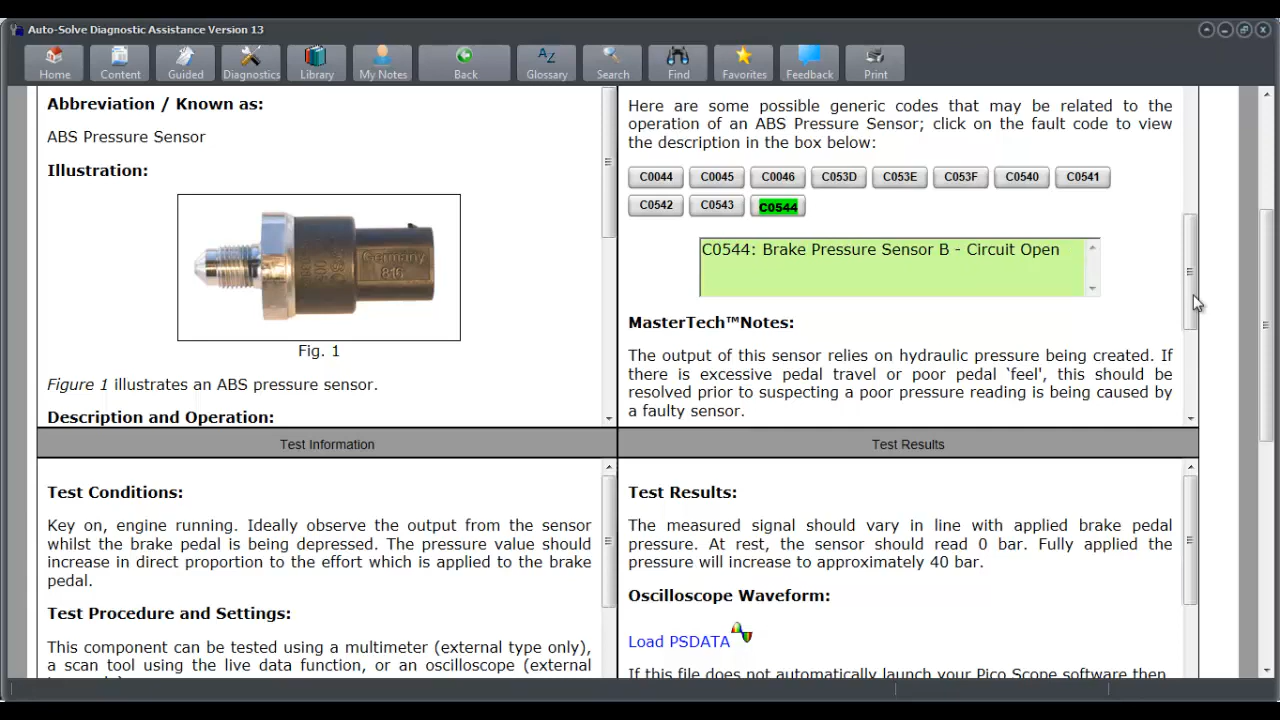 Auto-Solve Diagnostic Assistance Version 13
Home
Content
Guided
Diagnostics
Library
My Notes
Back
Glossary
Search
Find
Favorites
Feedback
Print
Abbreviation / Known as:
ABS Pressure Sensor
Illustration:
Germany
816
Fig. 1
Figure 1 illustrates an ABS pressure sensor.
Description and Operation:
Here are some possible generic codes that may be related to the
operation of an ABS Pressure Sensor; click on the fault code to view
the description in the box below:
C0044 C0045 C0046 C053D C053E C053F C0540 C0541
C0542 C0543 C0544
C0544: Brake Pressure Sensor B - Circuit Open
MasterTech™Notes:
The output of this sensor relies on hydraulic pressure being created. If
there is excessive pedal travel or poor pedal `feel', this should be
resolved prior to suspecting a poor pressure reading is being caused by
a faulty sensor.
Test Information
Test Conditions:
Key on, engine running. Ideally observe the output from the sensor
whilst the brake pedal is being depressed. The pressure value should
increase in direct proportion to the effort which is applied to the brake
pedal.
Test Procedure and Settings:
This component can be tested using a multimeter (external type only),
a scan tool using the live data function, or an oscilloscope (external
Test Results
Test Results:
The measured signal should vary in line with applied brake pedal
pressure. At rest, the sensor should read 0 bar. Fully applied the
pressure will increase to approximately 40 bar.
Oscilloscope Waveform:
Load PSDATA
If this file does not automatically launch your Pico Scope software then